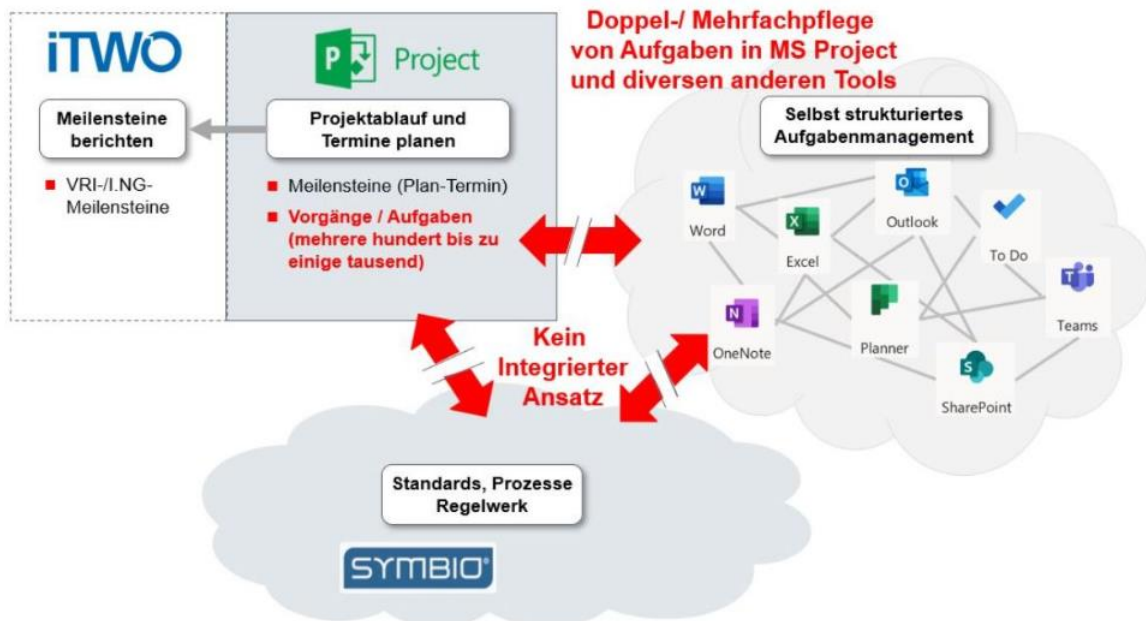 iTWO
Meilensteine
berichten
VRI-/I.NG-
Meilensteine
Project
Projektablauf und
Termine planen
Meilensteine (Plan-Termin)
Vorgänge / Aufgaben
(mehrere hundert bis zu
einige tausend)
Doppel-/ Mehrfachpflege
von Aufgaben in MS Project
und diversen anderen Tools
Selbst strukturiertes
Aufgabenmanagement
Word
Excel
Outlook
To Do
OneNote
Planner
Teams
SharePoint
Kein
Integrierter
Ansatz
Standards, Prozesse
Regelwerk
SYMBIO®